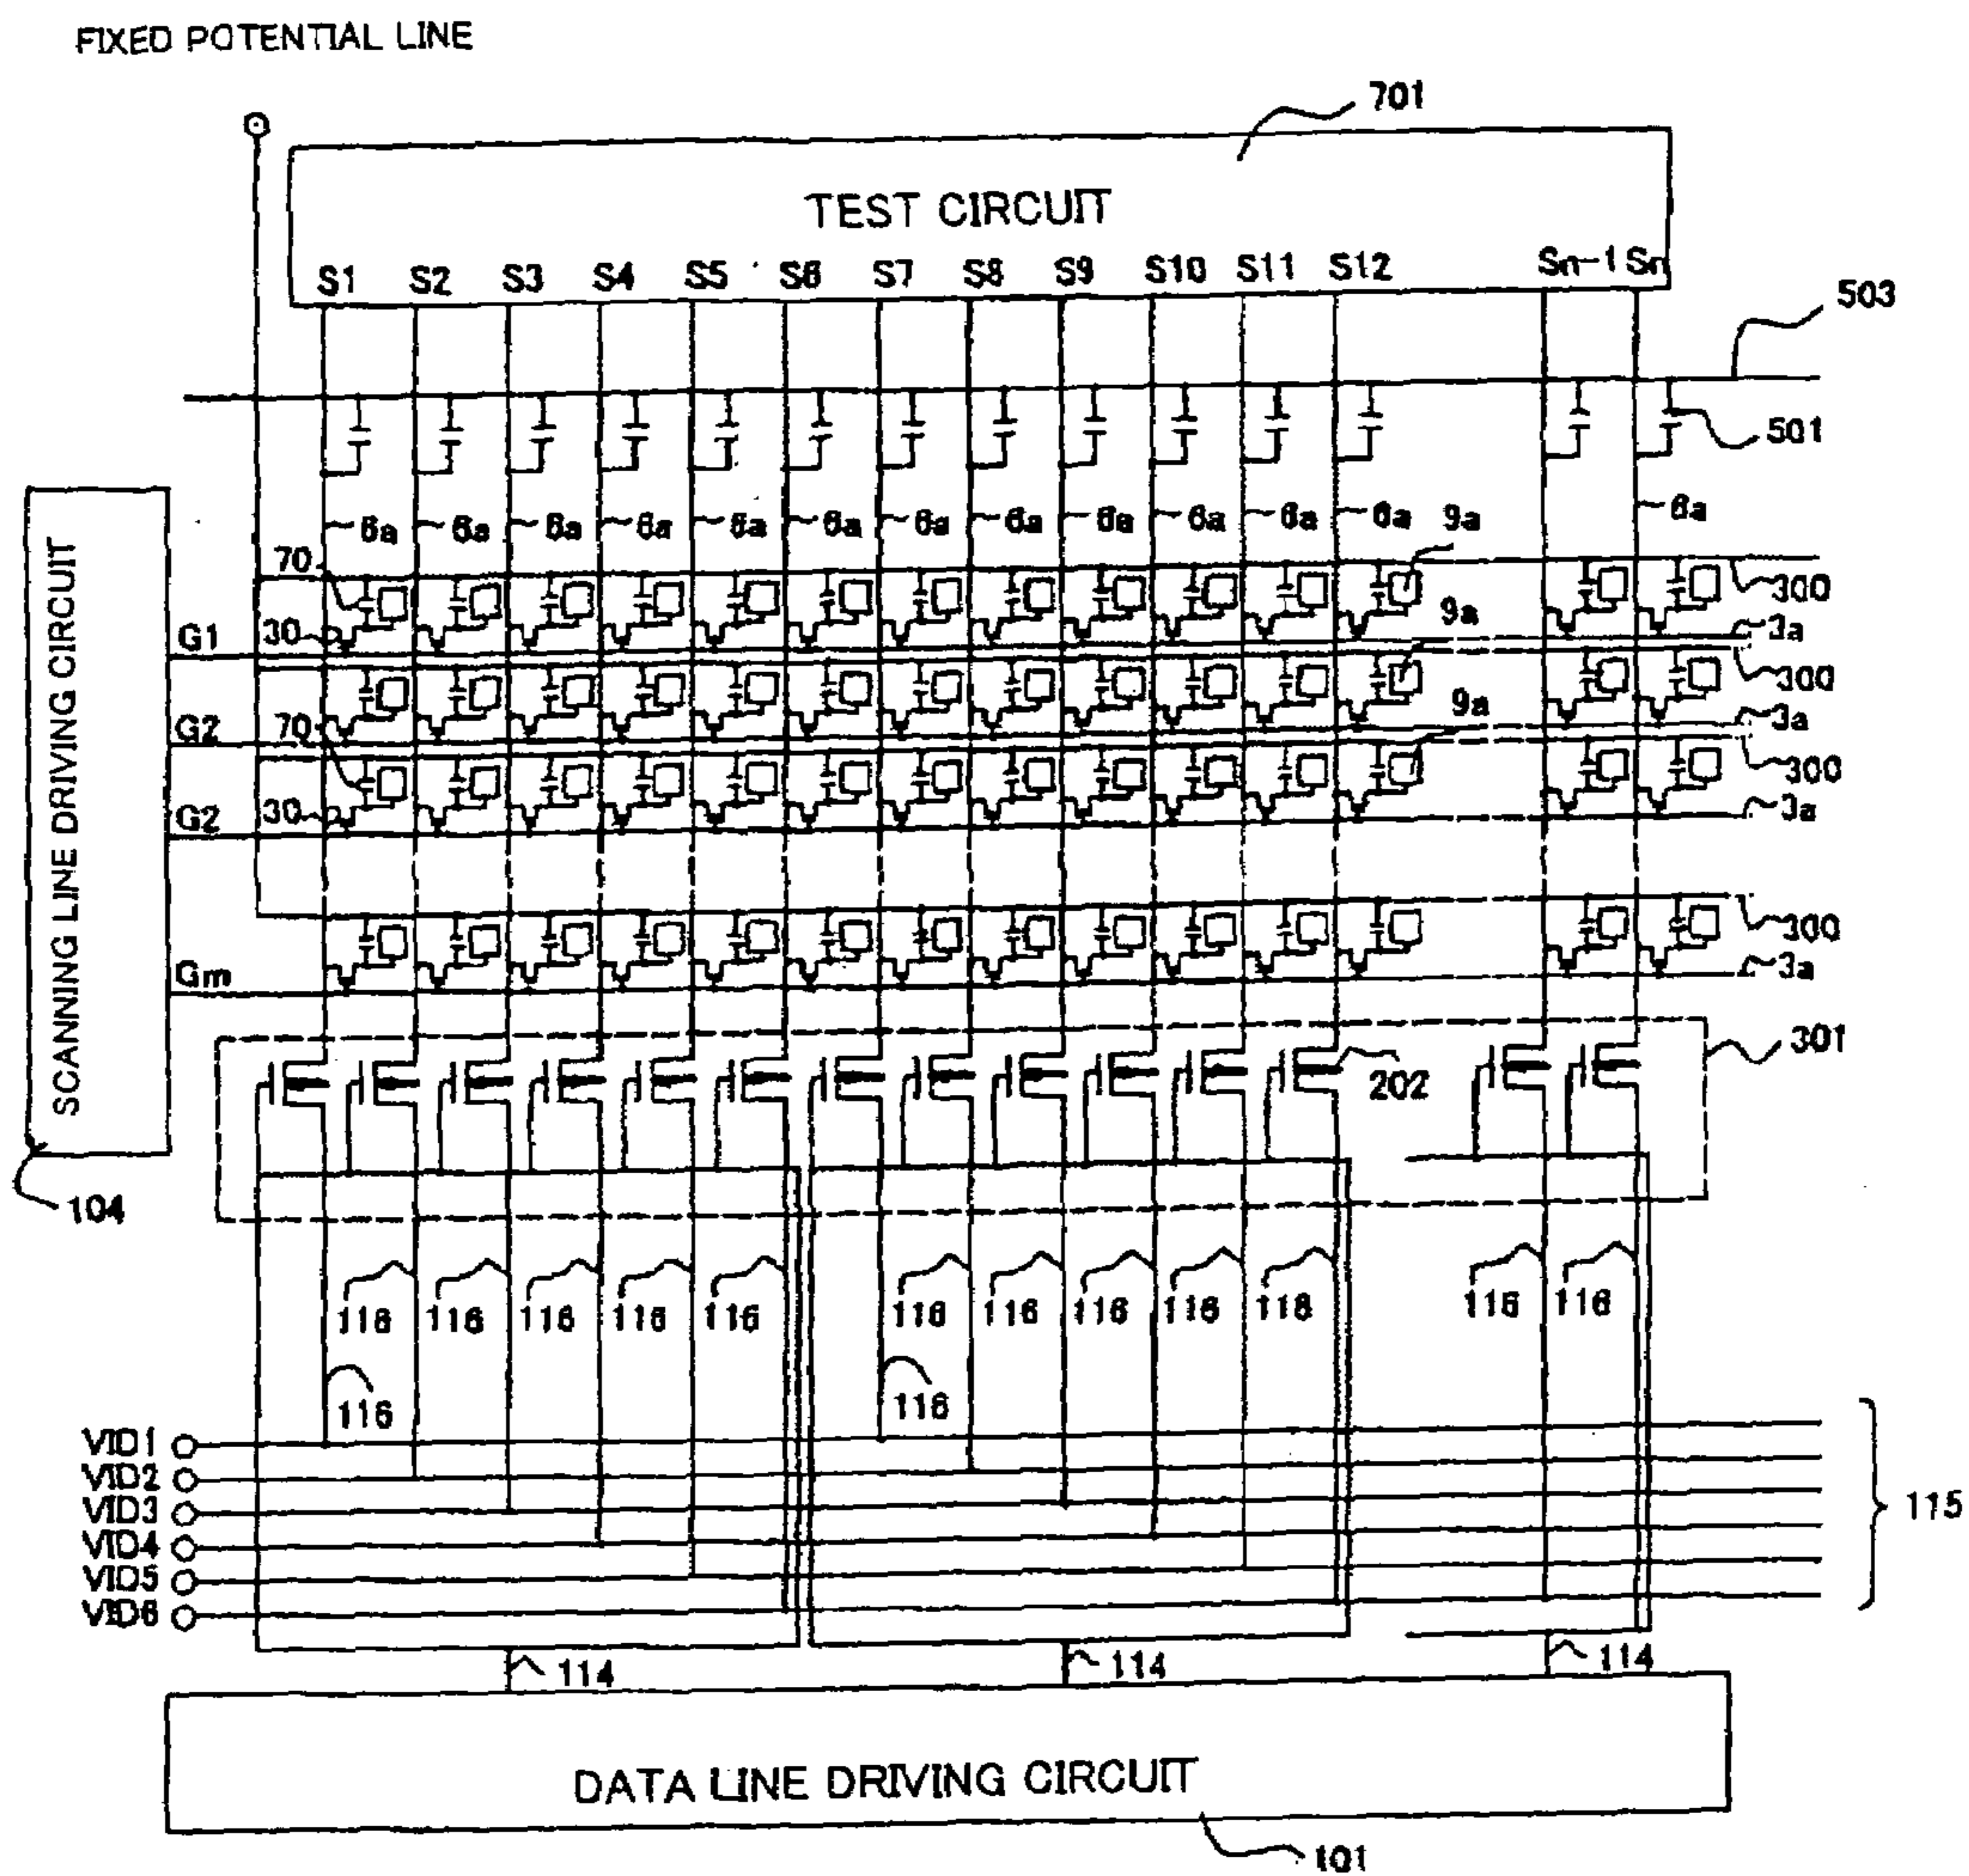 FIXED POTENTIAL LINE
701
TEST CIRCUIT
S1 S2 S3 S4 S5 S6 S7 S8 S9 S10 S11 S12 Sn-1 Sn
503
501
6a 6a 6a 6a 6a 6a 6a 6a 6a 6a 6a 6a 9a 6a
70
300
G1 30 9a 3a
300
G2 70 9a 3a
300
G2 30 3a
300
Gm 3a
SCANNING LINE DRIVING CIRCUIT
301
202
104
116 116 116 116 116 116 116 116 116 116 116 116
116 116
VID1
VID2
VID3
VID4
VID5
VID6
115
114 114 114
DATA LINE DRIVING CIRCUIT
101